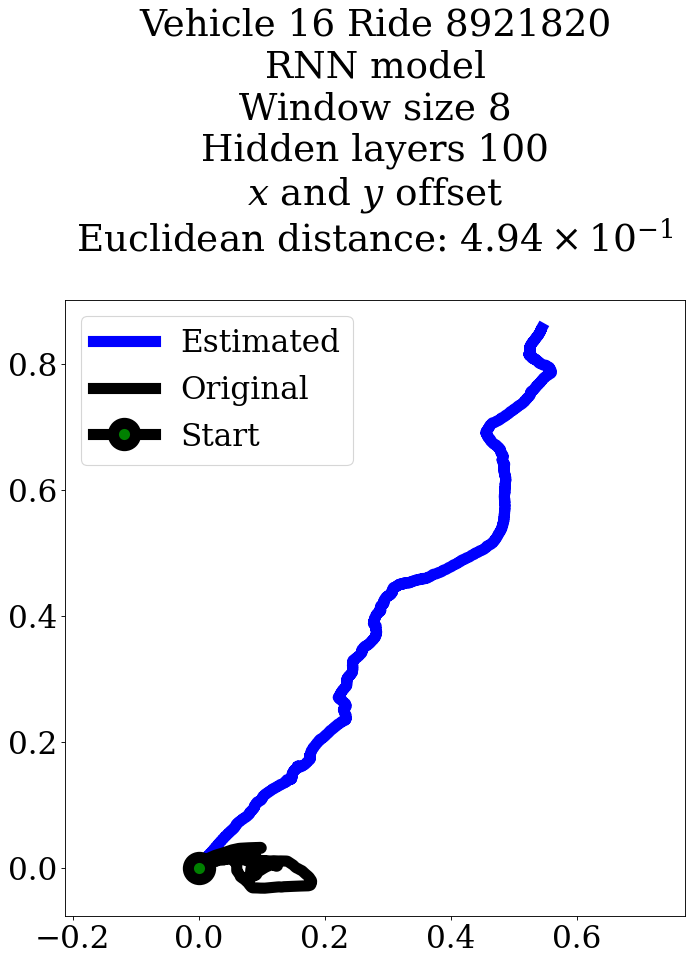 Vehicle 16 Ride 8921820
RNN model
Window size 8
Hidden layers 100
x and y offset
Euclidean distance: 4.94 × 10⁻¹
Estimated
Original
Start
0.8
0.6
0.4
0.2
0.0
−0.2 0.0 0.2 0.4 0.6